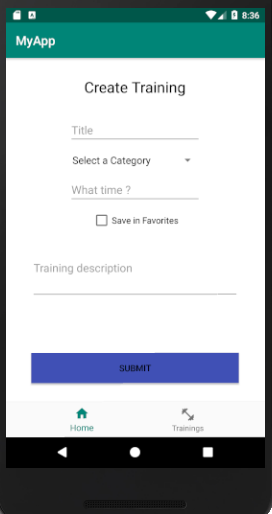 8:36
MyApp
Create Training
Title
Select a Category
What time ?
Save in Favorites
Training description
SUBMIT
Home
Trainings